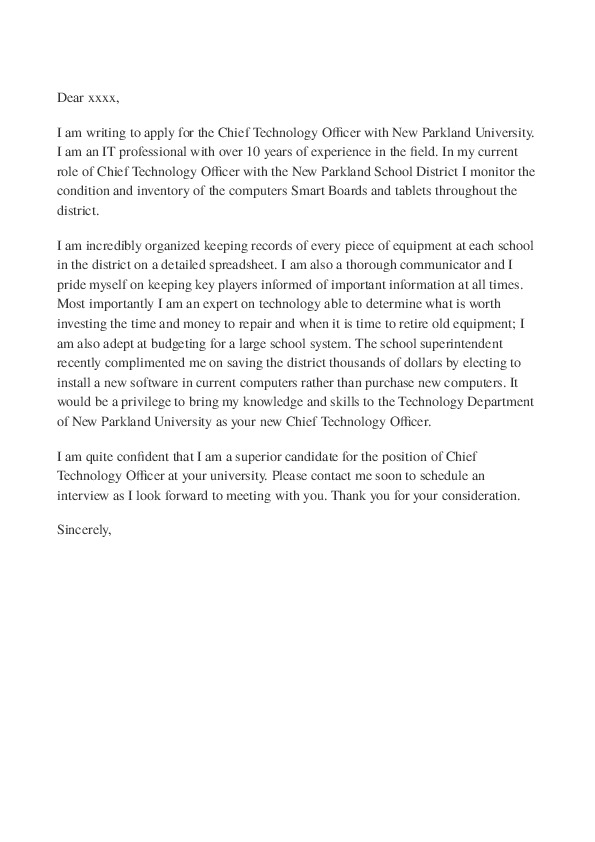 Dear xxxx,
I am writing to apply for the Chief Technology Officer with New Parkland University.
I am an IT professional with over 10 years of experience in the field. In my current
role of Chief Technology Officer with the New Parkland School District I monitor the
condition and inventory of the computers Smart Boards and tablets throughout the
district.
I am incredibly organized keeping records of every piece of equipment at each school
in the district on a detailed spreadsheet. I am also a thorough communicator and I
pride myself on keeping key players informed of important information at all times.
Most importantly I am an expert on technology able to determine what is worth
investing the time and money to repair and when it is time to retire old equipment; I
am also adept at budgeting for a large school system. The school superintendent
recently complimented me on saving the district thousands of dollars by electing to
install a new software in current computers rather than purchase new computers. It
would be a privilege to bring my knowledge and skills to the Technology Department
of New Parkland University as your new Chief Technology Officer.
I am quite confident that I am a superior candidate for the position of Chief
Technology Officer at your university. Please contact me soon to schedule an
interview as I look forward to meeting with you. Thank you for your consideration.
Sincerely,